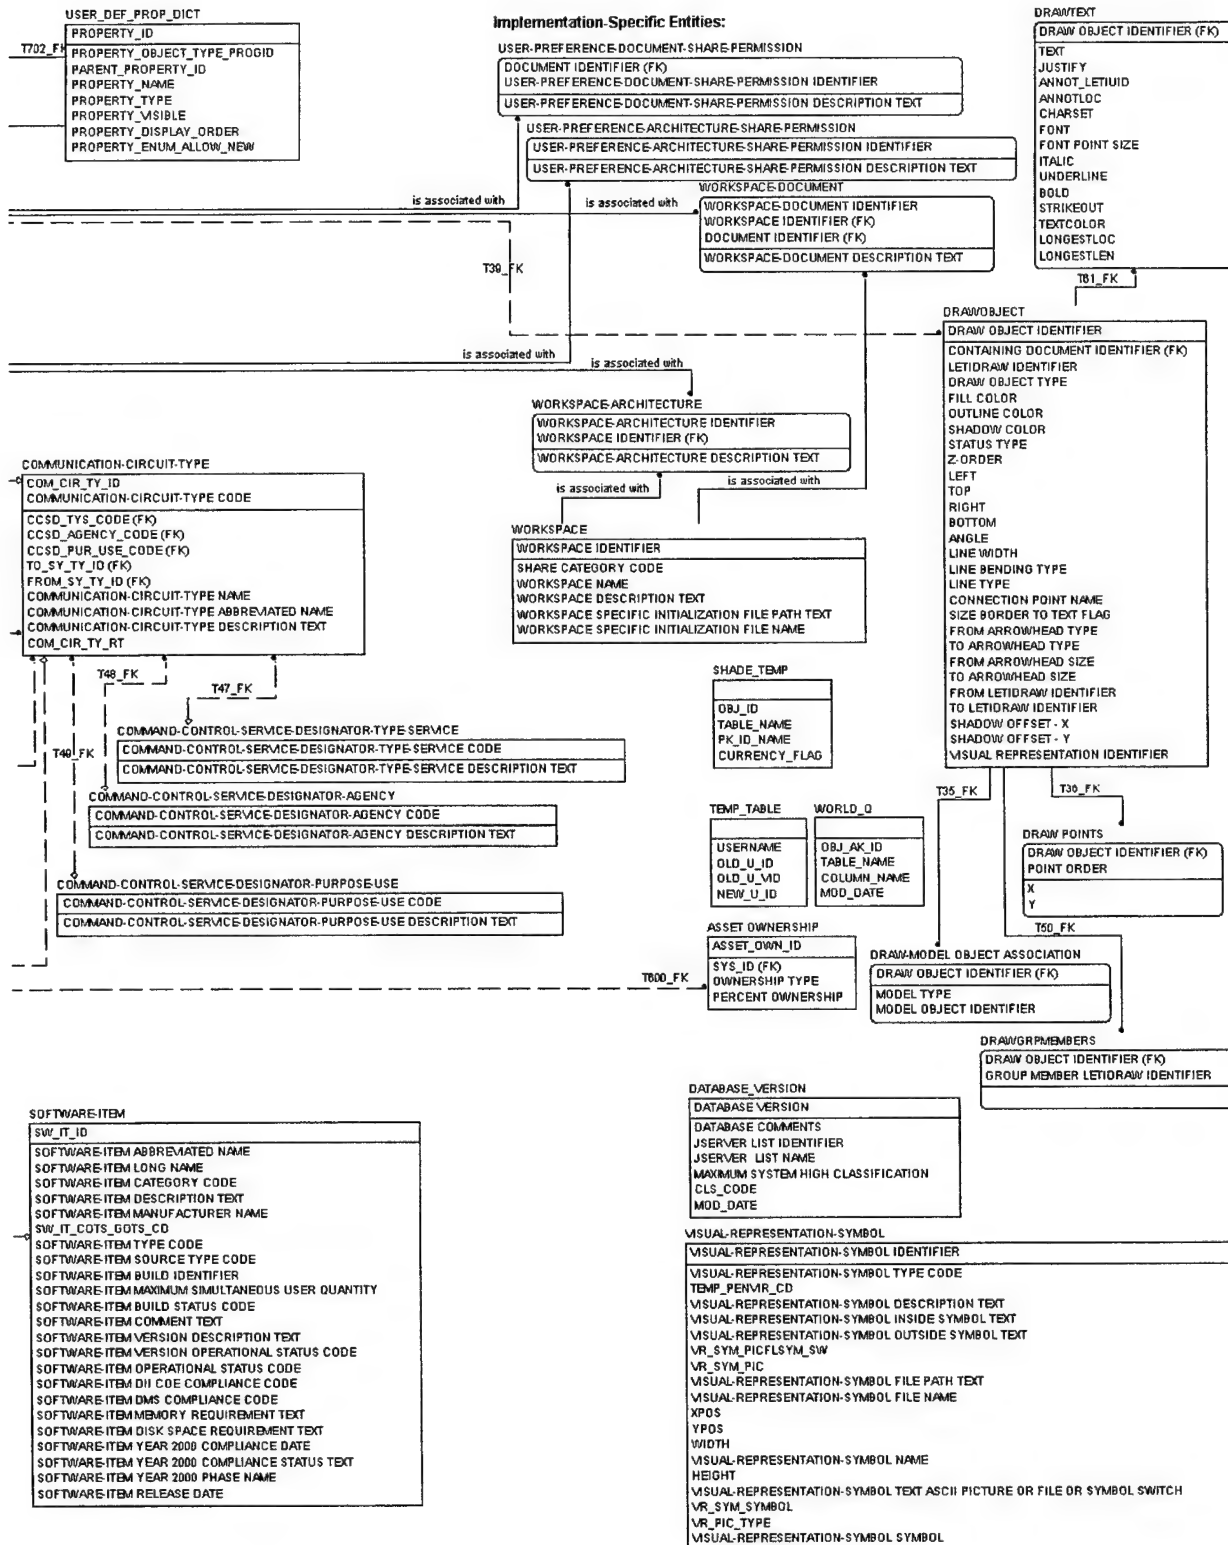 USER_DEF_PROP_DICT
PROPERTY_ID
PROPERTY_OBJECT_TYPE_PROGID
PARENT_PROPERTY_ID
PROPERTY_NAME
PROPERTY_TYPE
PROPERTY_VISIBLE
PROPERTY_DISPLAY_ORDER
PROPERTY_ENUM_ALLOW_NEW
T702_FK
Implementation-Specific Entities:
USER-PREFERENCE-DOCUMENT-SHARE-PERMISSION
DOCUMENT IDENTIFIER (FK)
USER-PREFERENCE-DOCUMENT-SHARE-PERMISSION IDENTIFIER
USER-PREFERENCE-DOCUMENT-SHARE-PERMISSION DESCRIPTION TEXT
USER-PREFERENCE-ARCHITECTURE-SHARE-PERMISSION
USER-PREFERENCE-ARCHITECTURE-SHARE-PERMISSION IDENTIFIER
USER-PREFERENCE-ARCHITECTURE-SHARE-PERMISSION DESCRIPTION TEXT
WORKSPACE-DOCUMENT
WORKSPACE-DOCUMENT IDENTIFIER
WORKSPACE IDENTIFIER (FK)
DOCUMENT IDENTIFIER (FK)
WORKSPACE-DOCUMENT DESCRIPTION TEXT
is associated with
is associated with
T39_FK
DRAWTEXT
DRAW OBJECT IDENTIFIER (FK)
TEXT
JUSTIFY
ANNOT_LETIUID
ANNOTLOC
CHARSET
FONT
FONT POINT SIZE
ITALIC
UNDERLINE
BOLD
STRIKEOUT
TEXTCOLOR
LONGESTLOC
LONGESTLEN
T61_FK
DRAWOBJECT
DRAW OBJECT IDENTIFIER
CONTAINING DOCUMENT IDENTIFIER (FK)
LETIDRAW IDENTIFIER
DRAW OBJECT TYPE
FILL COLOR
OUTLINE COLOR
SHADOW COLOR
STATUS TYPE
Z-ORDER
LEFT
TOP
RIGHT
BOTTOM
ANGLE
LINE WIDTH
LINE BENDING TYPE
LINE TYPE
CONNECTION POINT NAME
SIZE BORDER TO TEXT FLAG
FROM ARROWHEAD TYPE
TO ARROWHEAD TYPE
FROM ARROWHEAD SIZE
TO ARROWHEAD SIZE
FROM LETIDRAW IDENTIFIER
TO LETIDRAW IDENTIFIER
SHADOW OFFSET - X
SHADOW OFFSET - Y
VISUAL REPRESENTATION IDENTIFIER
is associated with
is associated with
WORKSPACE-ARCHITECTURE
WORKSPACE-ARCHITECTURE IDENTIFIER
WORKSPACE IDENTIFIER (FK)
WORKSPACE-ARCHITECTURE DESCRIPTION TEXT
is associated with
is associated with
WORKSPACE
WORKSPACE IDENTIFIER
SHARE CATEGORY CODE
WORKSPACE NAME
WORKSPACE DESCRIPTION TEXT
WORKSPACE SPECIFIC INITIALIZATION FILE PATH TEXT
WORKSPACE SPECIFIC INITIALIZATION FILE NAME
COMMUNICATION-CIRCUIT-TYPE
COM_CIR_TY_ID
COMMUNICATION-CIRCUIT-TYPE CODE
CCSD_TYS_CODE (FK)
CCSD_AGENCY_CODE (FK)
CCSD_PUR_USE_CODE (FK)
TO_SY_TY_ID (FK)
FROM_SY_TY_ID (FK)
COMMUNICATION-CIRCUIT-TYPE NAME
COMMUNICATION-CIRCUIT-TYPE ABBREVIATED NAME
COMMUNICATION-CIRCUIT-TYPE DESCRIPTION TEXT
COM_CIR_TY_RT
T48_FK
T47_FK
T49_FK
COMMAND-CONTROL-SERVICE-DESIGNATOR-TYPE-SERVICE
COMMAND-CONTROL-SERVICE-DESIGNATOR-TYPE-SERVICE CODE
COMMAND-CONTROL-SERVICE-DESIGNATOR-TYPE-SERVICE DESCRIPTION TEXT
COMMAND-CONTROL-SERVICE-DESIGNATOR-AGENCY
COMMAND-CONTROL-SERVICE-DESIGNATOR-AGENCY CODE
COMMAND-CONTROL-SERVICE-DESIGNATOR-AGENCY DESCRIPTION TEXT
COMMAND-CONTROL-SERVICE-DESIGNATOR-PURPOSE-USE
COMMAND-CONTROL-SERVICE-DESIGNATOR-PURPOSE-USE CODE
COMMAND-CONTROL-SERVICE-DESIGNATOR-PURPOSE-USE DESCRIPTION TEXT
SHADE_TEMP
OBJ_ID
TABLE_NAME
PK_ID_NAME
CURRENCY_FLAG
TEMP_TABLE
USERNAME
OLD_U_ID
OLD_U_VID
NEW_U_ID
WORLD_Q
OBJ_AK_ID
TABLE_NAME
COLUMN_NAME
MOD_DATE
ASSET OWNERSHIP
ASSET_OWN_ID
SYS_ID (FK)
OWNERSHIP TYPE
PERCENT OWNERSHIP
T600_FK
T35_FK
T36_FK
DRAW POINTS
DRAW OBJECT IDENTIFIER (FK)
POINT ORDER
X
Y
T50_FK
DRAW-MODEL OBJECT ASSOCIATION
DRAW OBJECT IDENTIFIER (FK)
MODEL TYPE
MODEL OBJECT IDENTIFIER
DRAWGRPMEMBERS
DRAW OBJECT IDENTIFIER (FK)
GROUP MEMBER LETIDRAW IDENTIFIER
SOFTWARE-ITEM
SW_IT_ID
SOFTWARE-ITEM ABBREVIATED NAME
SOFTWARE-ITEM LONG NAME
SOFTWARE-ITEM CATEGORY CODE
SOFTWARE-ITEM DESCRIPTION TEXT
SOFTWARE-ITEM MANUFACTURER NAME
SW_IT_COTS_GOTS_CD
SOFTWARE-ITEM TYPE CODE
SOFTWARE-ITEM SOURCE TYPE CODE
SOFTWARE-ITEM BUILD IDENTIFIER
SOFTWARE-ITEM MAXIMUM SIMULTANEOUS USER QUANTITY
SOFTWARE-ITEM BUILD STATUS CODE
SOFTWARE-ITEM COMMENT TEXT
SOFTWARE-ITEM VERSION DESCRIPTION TEXT
SOFTWARE-ITEM VERSION OPERATIONAL STATUS CODE
SOFTWARE-ITEM OPERATIONAL STATUS CODE
SOFTWARE-ITEM DII COE COMPLIANCE CODE
SOFTWARE-ITEM DMS COMPLIANCE CODE
SOFTWARE-ITEM MEMORY REQUIREMENT TEXT
SOFTWARE-ITEM DISK SPACE REQUIREMENT TEXT
SOFTWARE-ITEM YEAR 2000 COMPLIANCE DATE
SOFTWARE-ITEM YEAR 2000 COMPLIANCE STATUS TEXT
SOFTWARE-ITEM YEAR 2000 PHASE NAME
SOFTWARE-ITEM RELEASE DATE
DATABASE_VERSION
DATABASE VERSION
DATABASE COMMENTS
JSERVER LIST IDENTIFIER
JSERVER LIST NAME
MAXIMUM SYSTEM HIGH CLASSIFICATION
CLS_CODE
MOD_DATE
VISUAL-REPRESENTATION-SYMBOL
VISUAL-REPRESENTATION-SYMBOL IDENTIFIER
VISUAL-REPRESENTATION-SYMBOL TYPE CODE
TEMP_PENVIR_CD
VISUAL-REPRESENTATION-SYMBOL DESCRIPTION TEXT
VISUAL-REPRESENTATION-SYMBOL INSIDE SYMBOL TEXT
VISUAL-REPRESENTATION-SYMBOL OUTSIDE SYMBOL TEXT
VR_SYM_PICFLSYM_SW
VR_SYM_PIC
VISUAL-REPRESENTATION-SYMBOL FILE PATH TEXT
VISUAL-REPRESENTATION-SYMBOL FILE NAME
XPOS
YPOS
WIDTH
VISUAL-REPRESENTATION-SYMBOL NAME
HEIGHT
VISUAL-REPRESENTATION-SYMBOL TEXT ASCII PICTURE OR FILE OR SYMBOL SWITCH
VR_SYM_SYMBOL
VR_PIC_TYPE
VISUAL-REPRESENTATION-SYMBOL SYMBOL